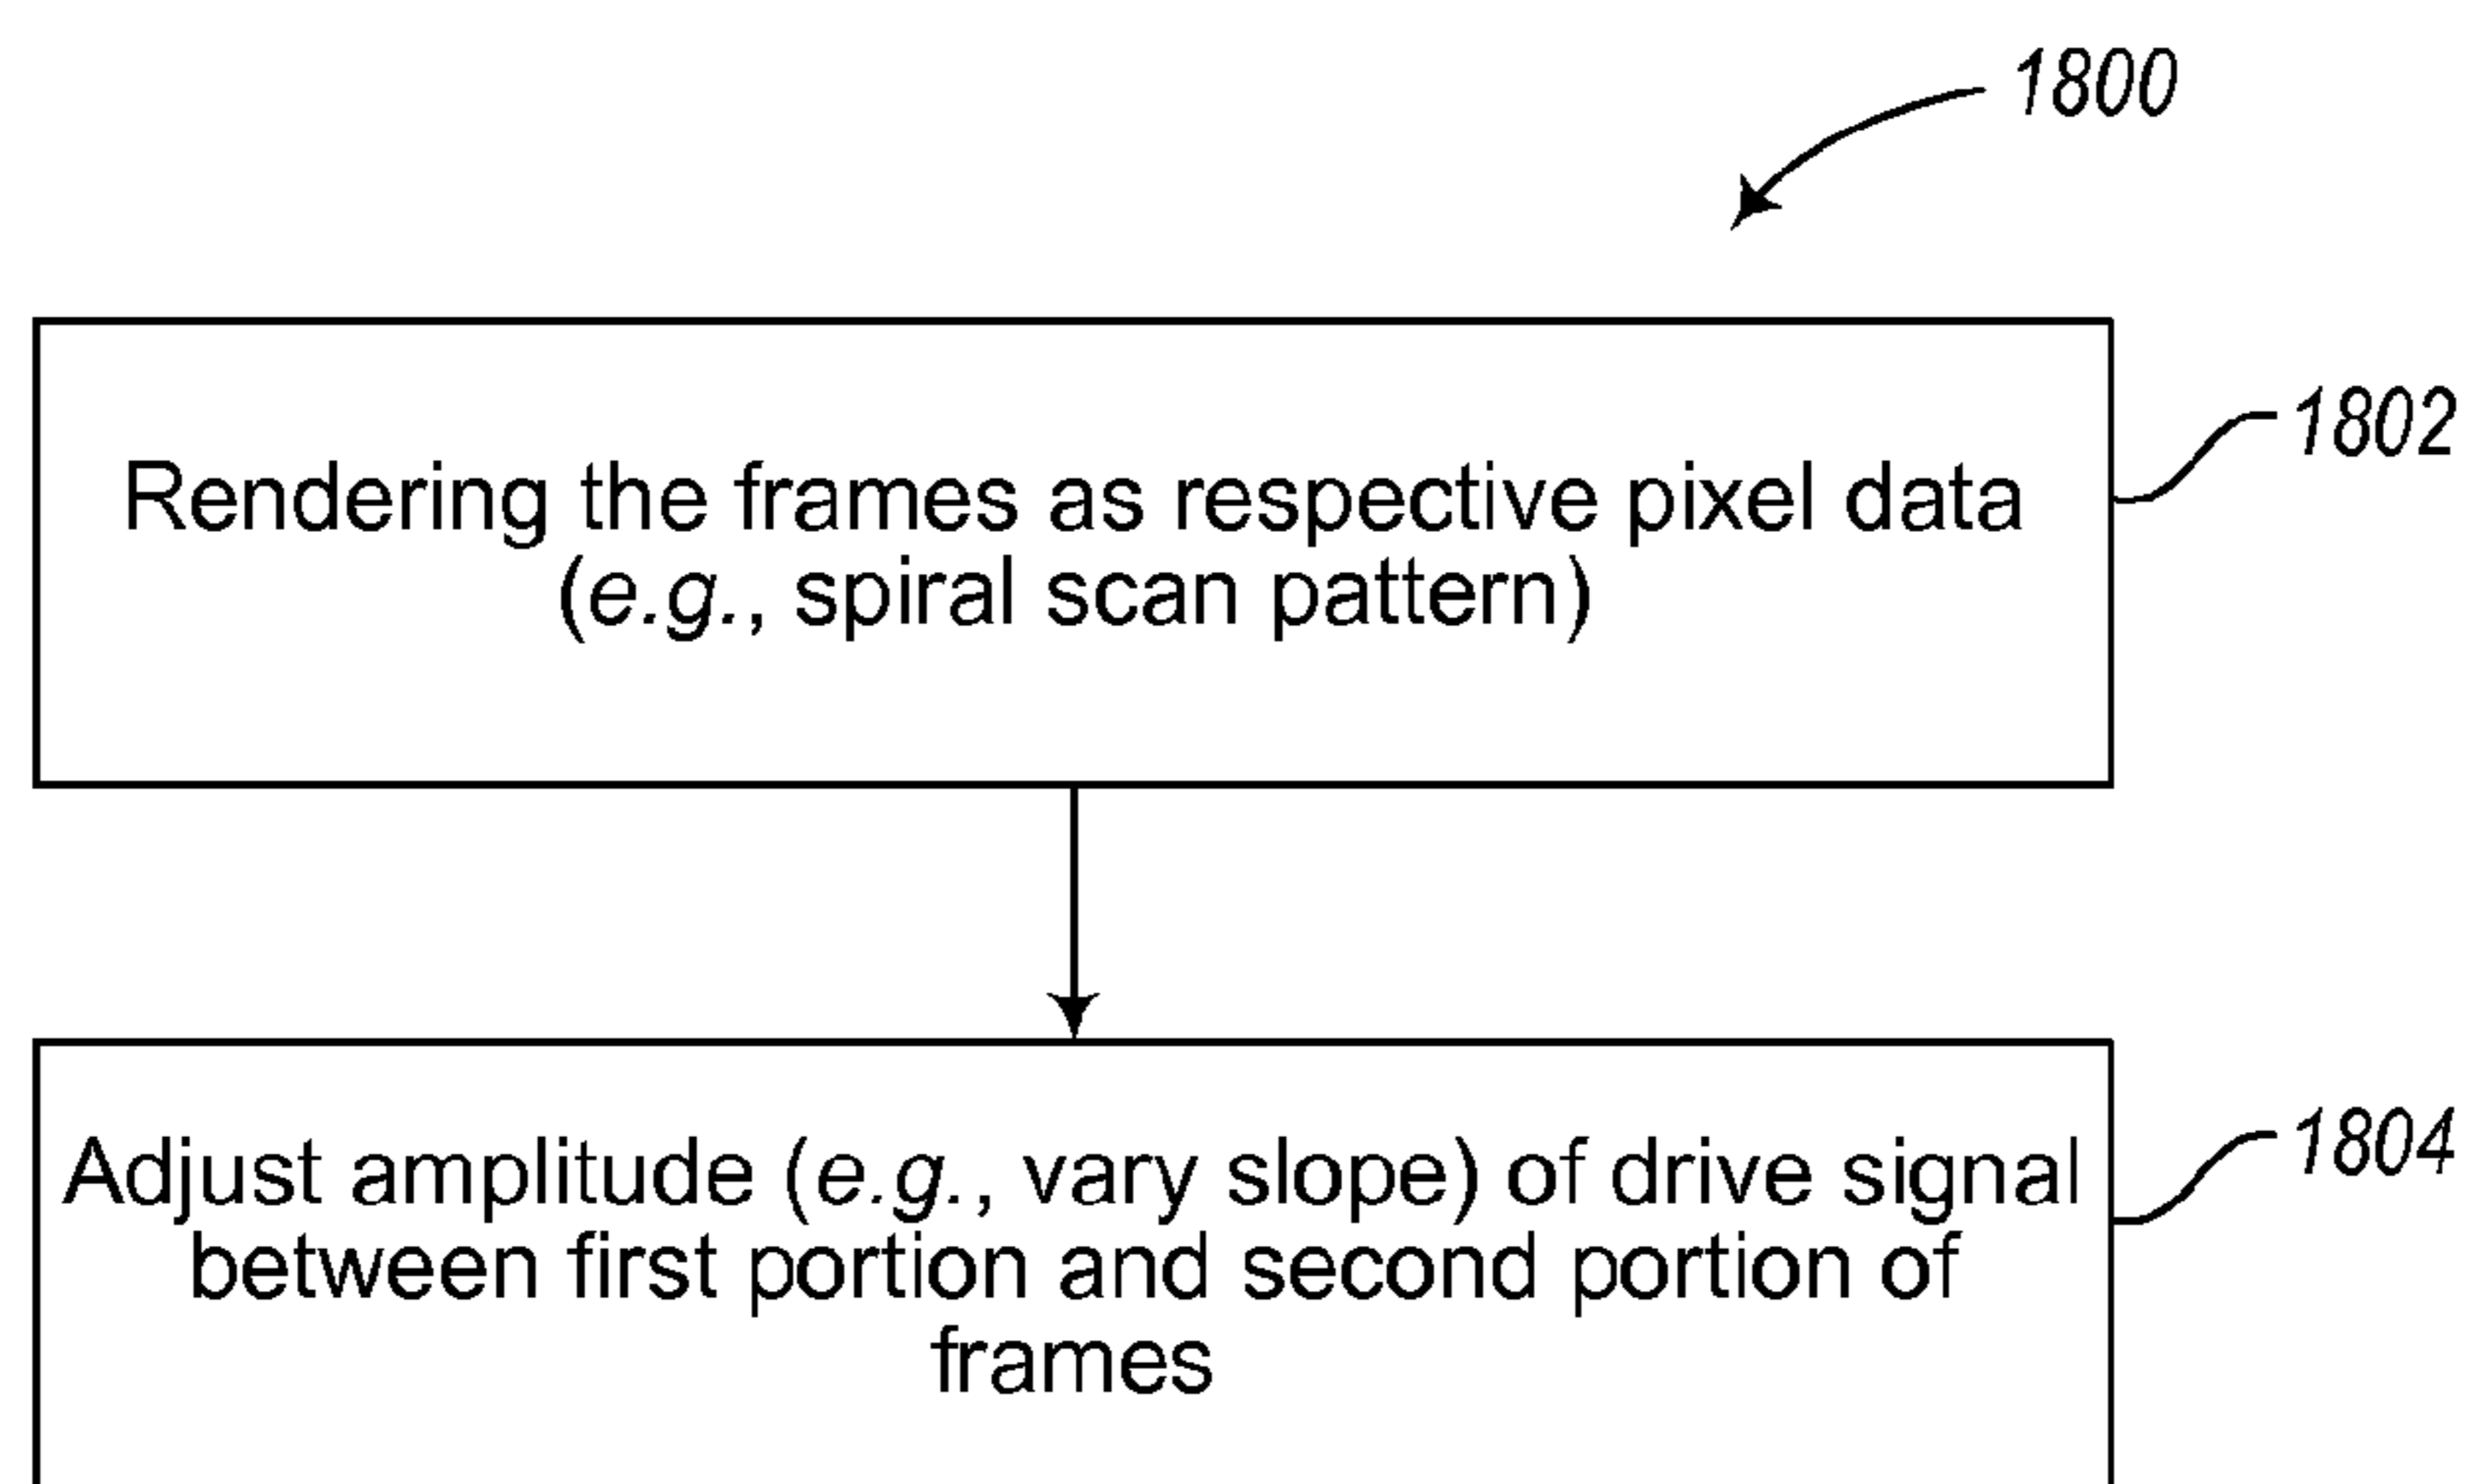 1800
Rendering the frames as respective pixel data
(e.g., spiral scan pattern)
1802
Adjust amplitude (e.g., vary slope) of drive signal
between first portion and second portion of
frames
1804